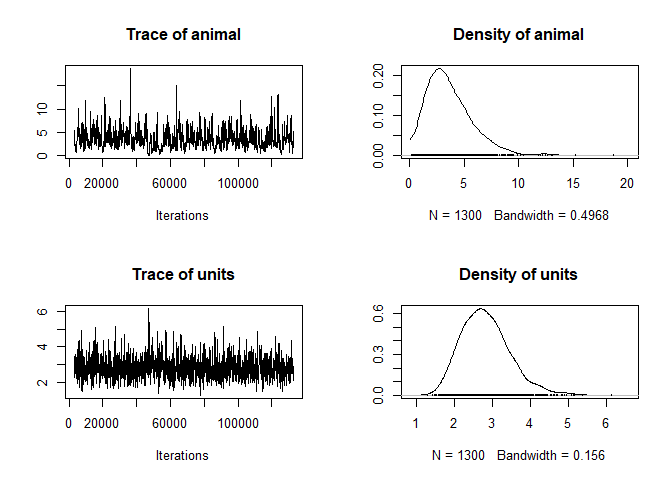 Trace of animal
0 5 10
0 20000 60000 100000
Iterations
Density of animal
0.00 0.10 0.20
0 5 10 15 20
N = 1300 Bandwidth = 0.4968
Trace of units
2 4 6
0 20000 60000 100000
Iterations
Density of units
0.0 0.3 0.6
1 2 3 4 5 6
N = 1300 Bandwidth = 0.156